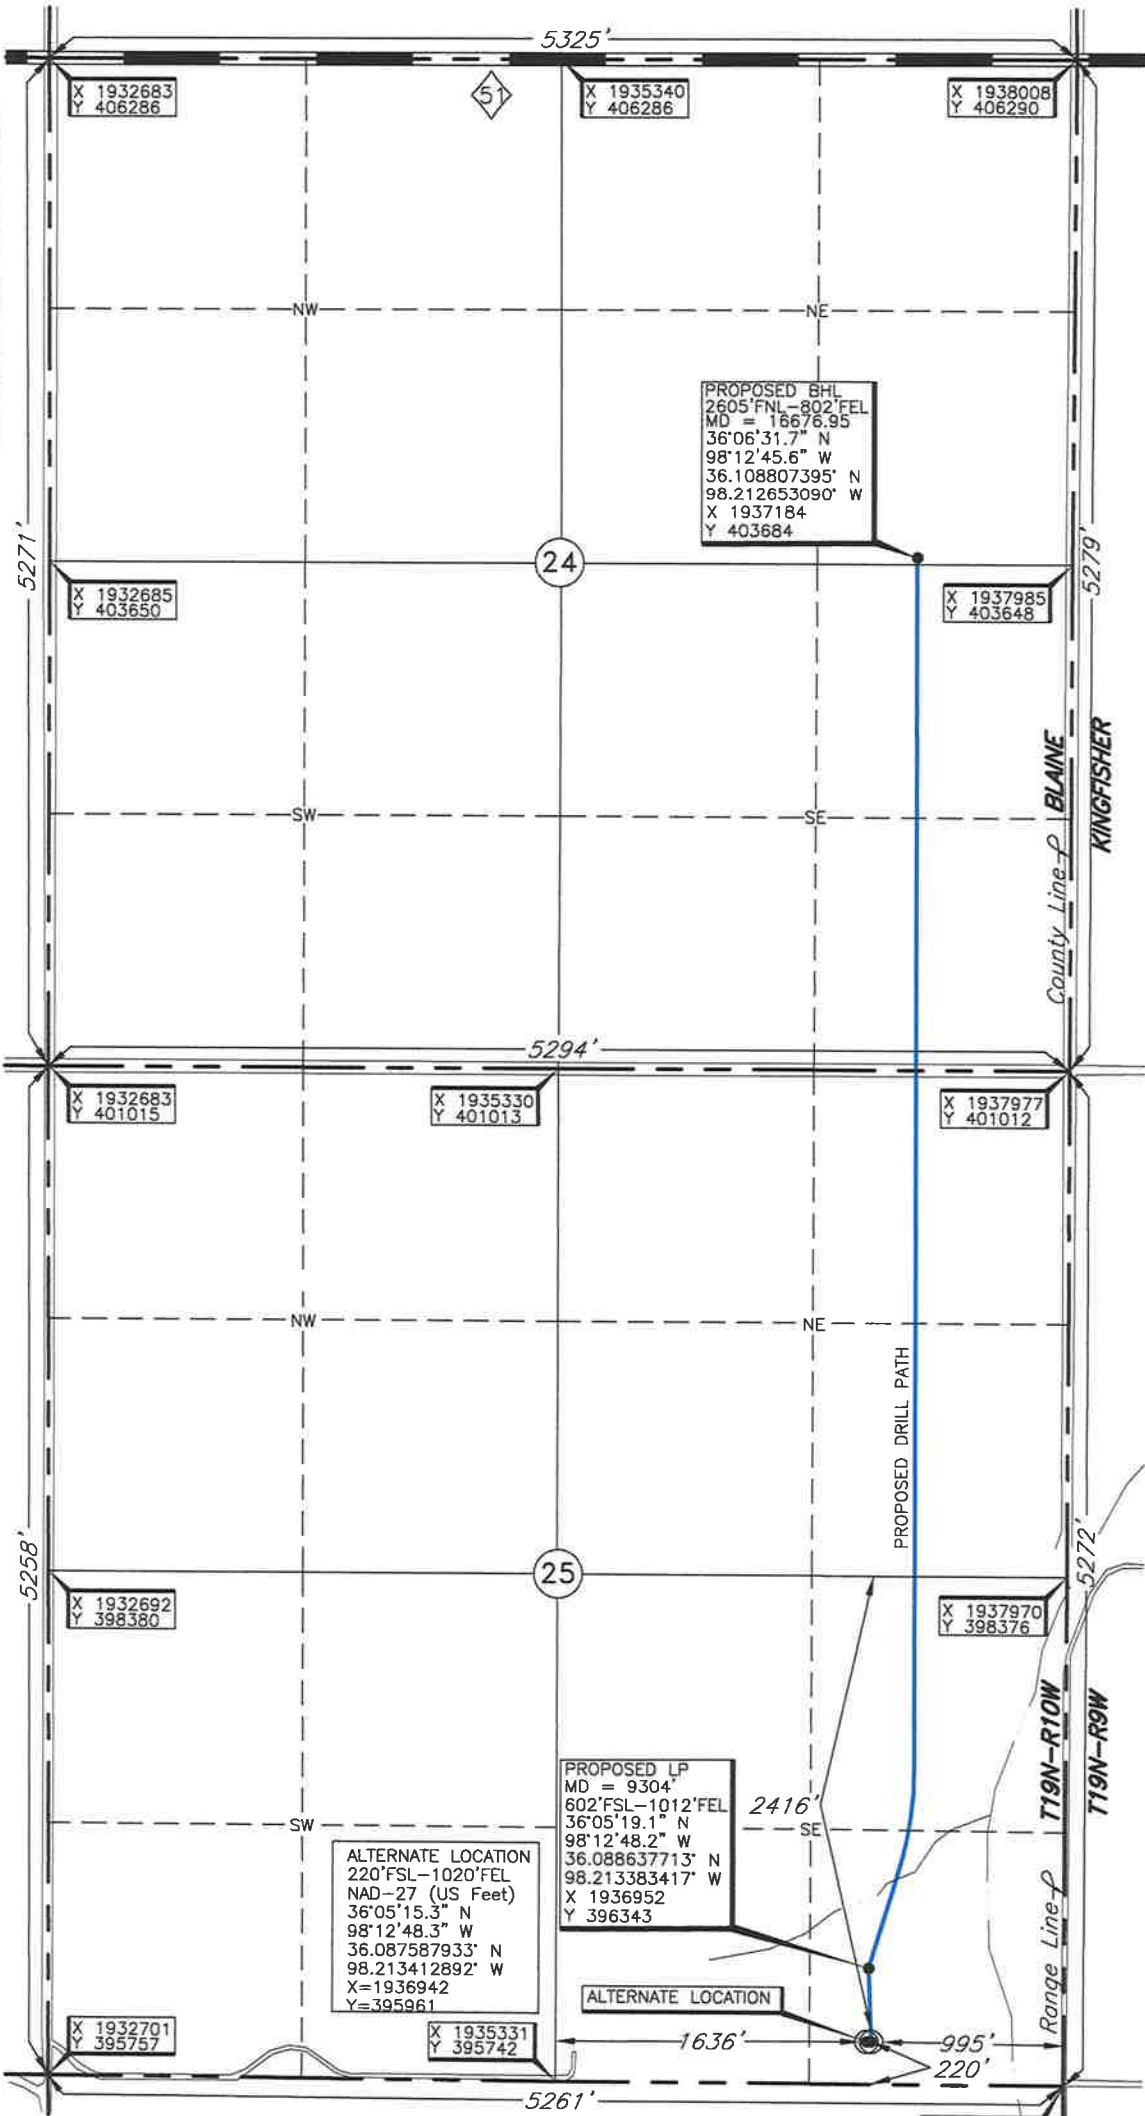 5325'
X 1932683
Y 406286
51
X 1935340
Y 406286
X 1938008
Y 406290
NW
NE
PROPOSED BHL
2605'FNL-802'FEL
MD = 16676.95
36°06'31.7" N
98°12'45.6" W
36.108807395° N
98.212653090° W
X 1937184
Y 403684
5271'
24
5279'
X 1932685
Y 403650
X 1937985
Y 403648
SW
SE
County Line
BLAINE
KINGFISHER
5294'
X 1932683
Y 401015
X 1935330
Y 401013
X 1937977
Y 401012
NW
NE
PROPOSED DRILL PATH
5258'
25
5272'
X 1932692
Y 398380
X 1937970
Y 398376
T19N-R10W
T19N-R9W
PROPOSED LP
MD = 9304'
602'FSL-1012'FEL
36°05'19.1" N
98°12'48.2" W
36.088637713° N
98.213383417° W
X 1936952
Y 396343
2416'
SW
SE
ALTERNATE LOCATION
220'FSL-1020'FEL
NAD-27 (US Feet)
36°05'15.3" N
98°12'48.3" W
36.087587933° N
98.213412892° W
X=1936942
Y=395961
Range Line
ALTERNATE LOCATION
X 1932701
Y 395757
X 1935331
Y 395742
1636'
995'
220'
5261'